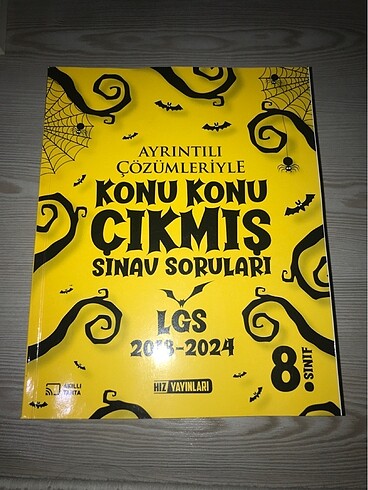 AYRINTILI
ÇÖZÜMLERİYLE
KONU KONU
ÇIKMIŞ
SINAV SORULARI
LGS
2018-2024
8. SINIF
AKILLI
TAHTA
HIZ YAYINLARI